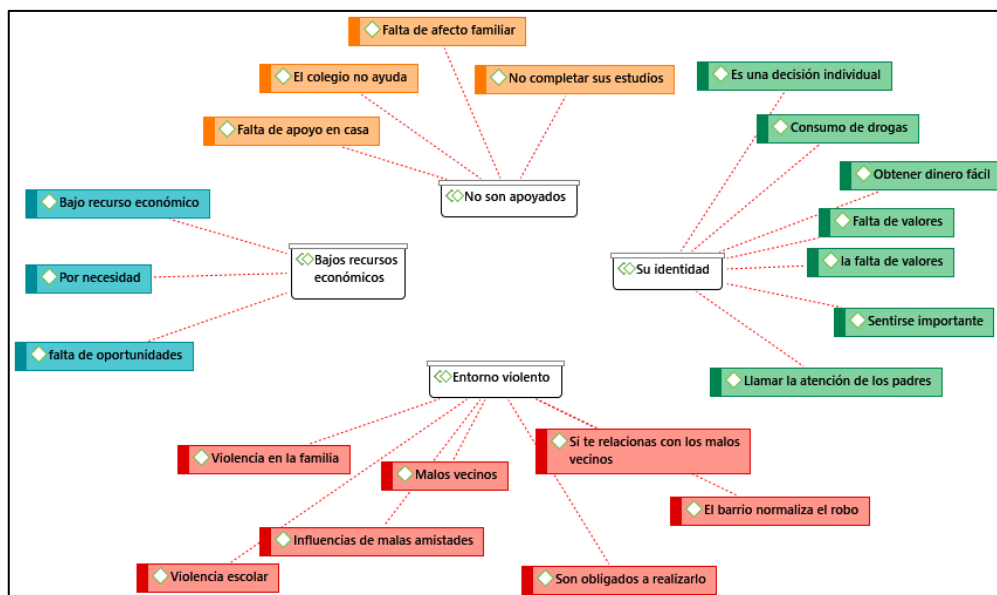 Falta de afecto familiar
El colegio no ayuda
No completar sus estudios
Falta de apoyo en casa
No son apoyados
Es una decisión individual
Consumo de drogas
Obtener dinero fácil
Falta de valores
la falta de valores
Su identidad
Sentirse importante
Llamar la atención de los padres
Bajo recurso económico
Bajos recursos
económicos
Por necesidad
falta de oportunidades
Entorno violento
Violencia en la familia
Malos vecinos
Si te relacionas con los malos
vecinos
El barrio normaliza el robo
Influencias de malas amistades
Violencia escolar
Son obligados a realizarlo